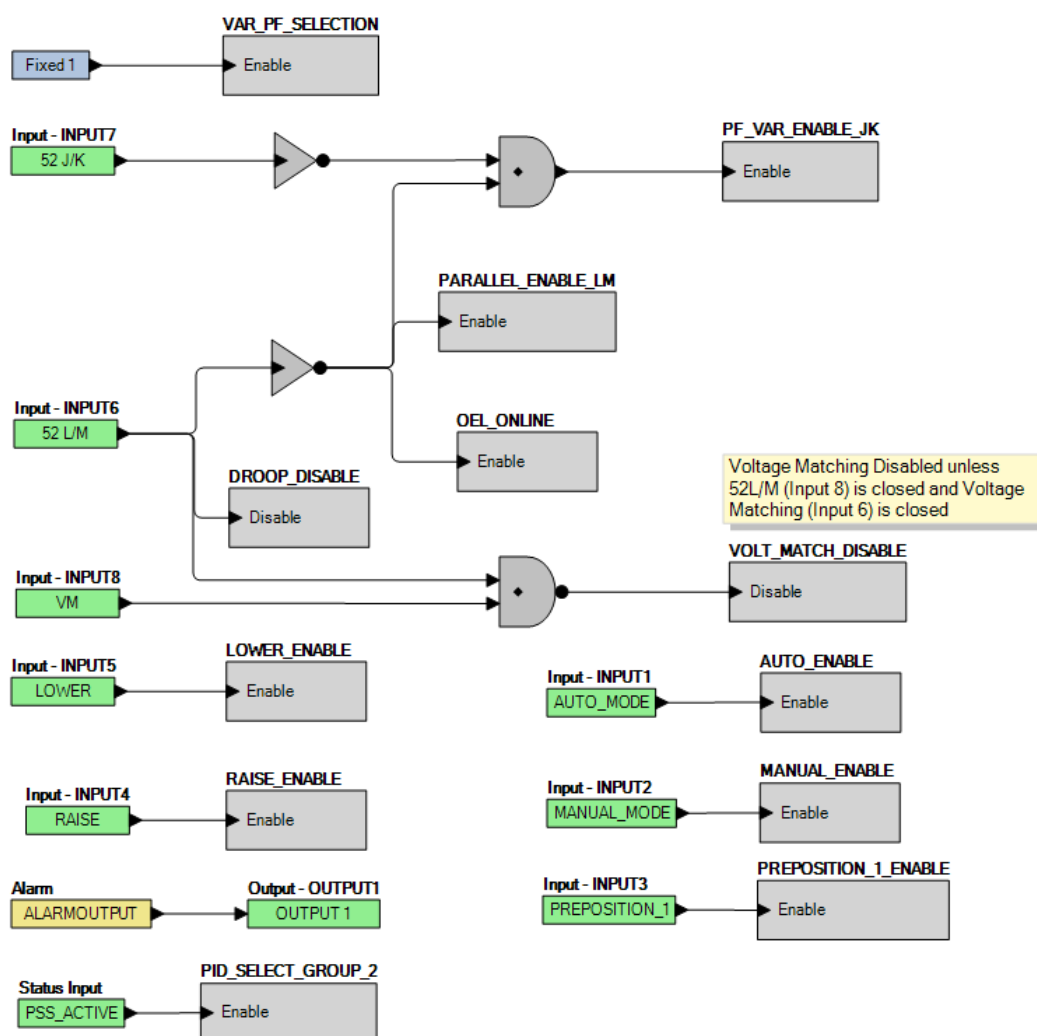 VAR_PF_SELECTION
Fixed 1
Enable
Input - INPUT7
52 J/K
PF_VAR_ENABLE_JK
Enable
PARALLEL_ENABLE_LM
Enable
Input - INPUT6
52 L/M
OEL_ONLINE
Enable
DROOP_DISABLE
Disable
Voltage Matching Disabled unless
52L/M (Input 8) is closed and Voltage
Matching (Input 6) is closed
Input - INPUT8
VM
VOLT_MATCH_DISABLE
Disable
Input - INPUT5
LOWER
LOWER_ENABLE
Enable
Input - INPUT1
AUTO_MODE
AUTO_ENABLE
Enable
Input - INPUT4
RAISE
RAISE_ENABLE
Enable
Input - INPUT2
MANUAL_MODE
MANUAL_ENABLE
Enable
Alarm
ALARMOUTPUT
Output - OUTPUT1
OUTPUT 1
Input - INPUT3
PREPOSITION_1
PREPOSITION_1_ENABLE
Enable
Status Input
PSS_ACTIVE
PID_SELECT_GROUP_2
Enable